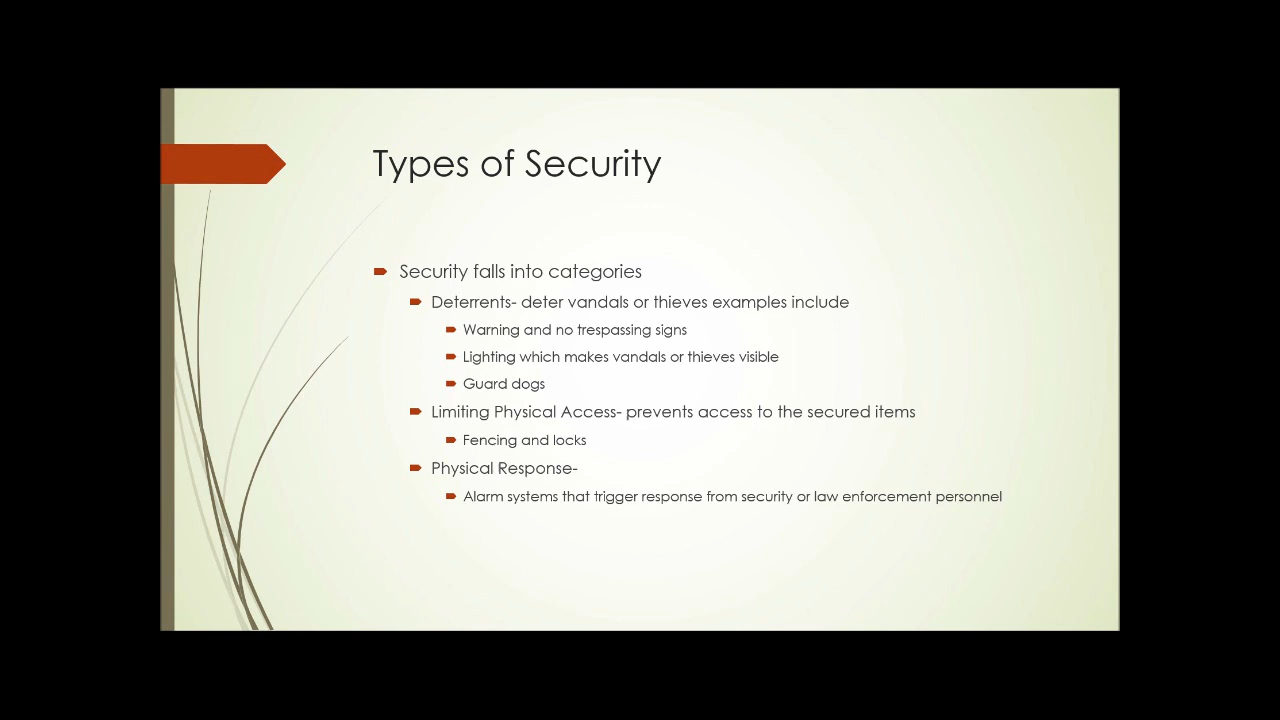 Types of Security
Security falls into categories
Deterrents- deter vandals or thieves examples include
Warning and no trespassing signs
Lighting which makes vandals or thieves visible
Guard dogs
Limiting Physical Access- prevents access to the secured items
Fencing and locks
Physical Response-
Alarm systems that trigger response from security or law enforcement personnel